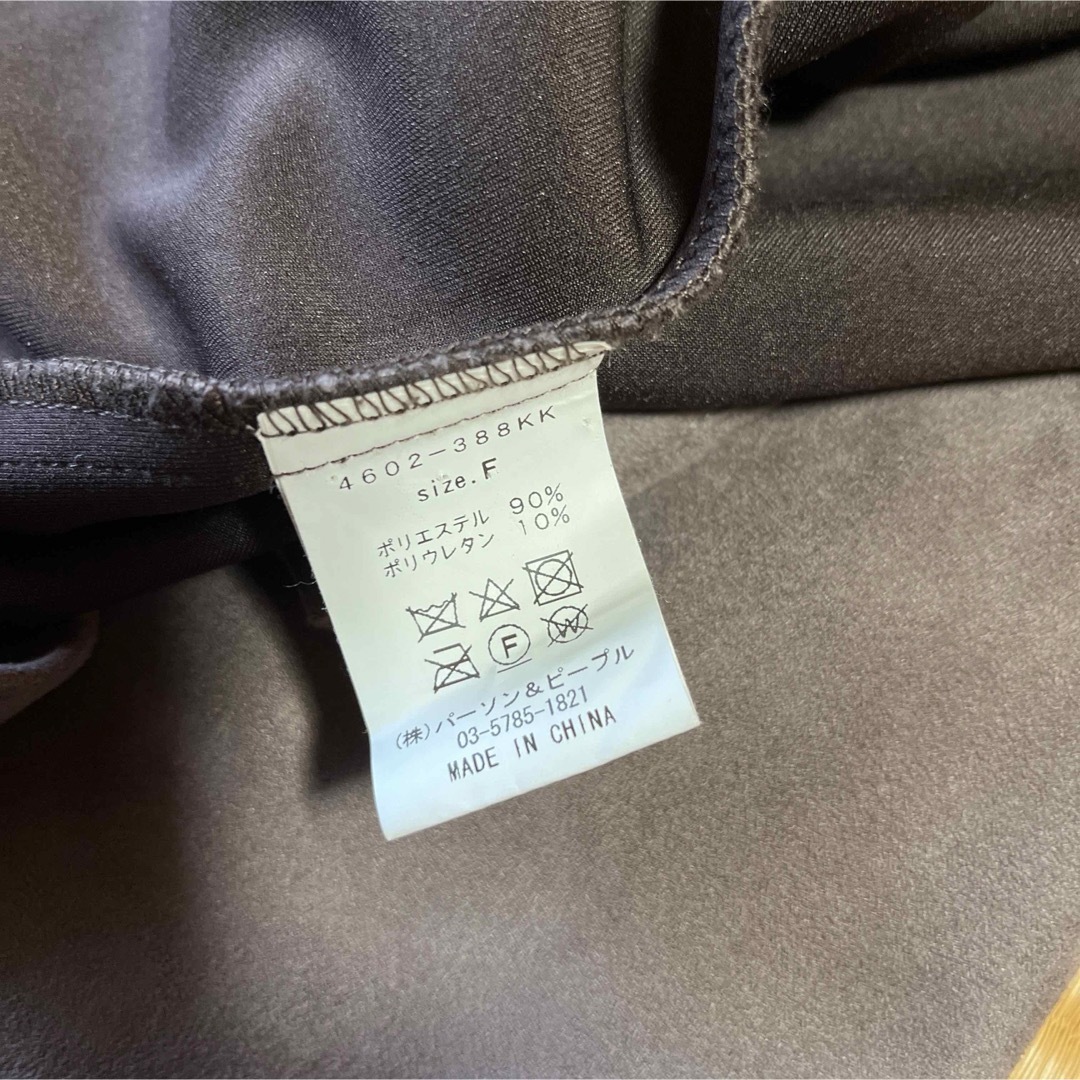 4602-388KK
size.F
ポリエステル 90%
ポリウレタン 10%
F
W
(株)パーソン&ピープル
03-5785-1821
MADE IN CHINA